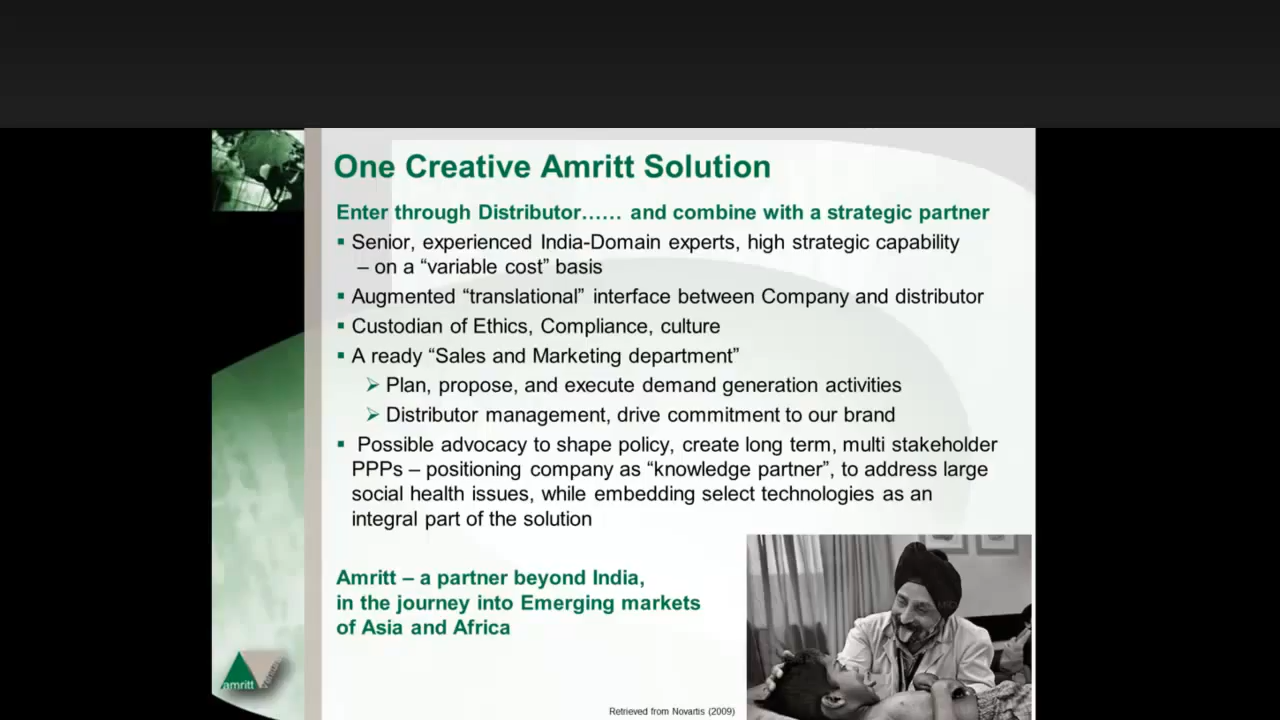 One Creative Amritt Solution
Enter through Distributor…… and combine with a strategic partner
▪ Senior, experienced India-Domain experts, high strategic capability
– on a “variable cost” basis
▪ Augmented “translational” interface between Company and distributor
▪ Custodian of Ethics, Compliance, culture
▪ A ready “Sales and Marketing department”
➢ Plan, propose, and execute demand generation activities
➢ Distributor management, drive commitment to our brand
▪ Possible advocacy to shape policy, create long term, multi stakeholder
PPPs – positioning company as “knowledge partner”, to address large
social health issues, while embedding select technologies as an
integral part of the solution
Amritt – a partner beyond India,
in the journey into Emerging markets
of Asia and Africa
amritt
Retrieved from Novartis (2009)